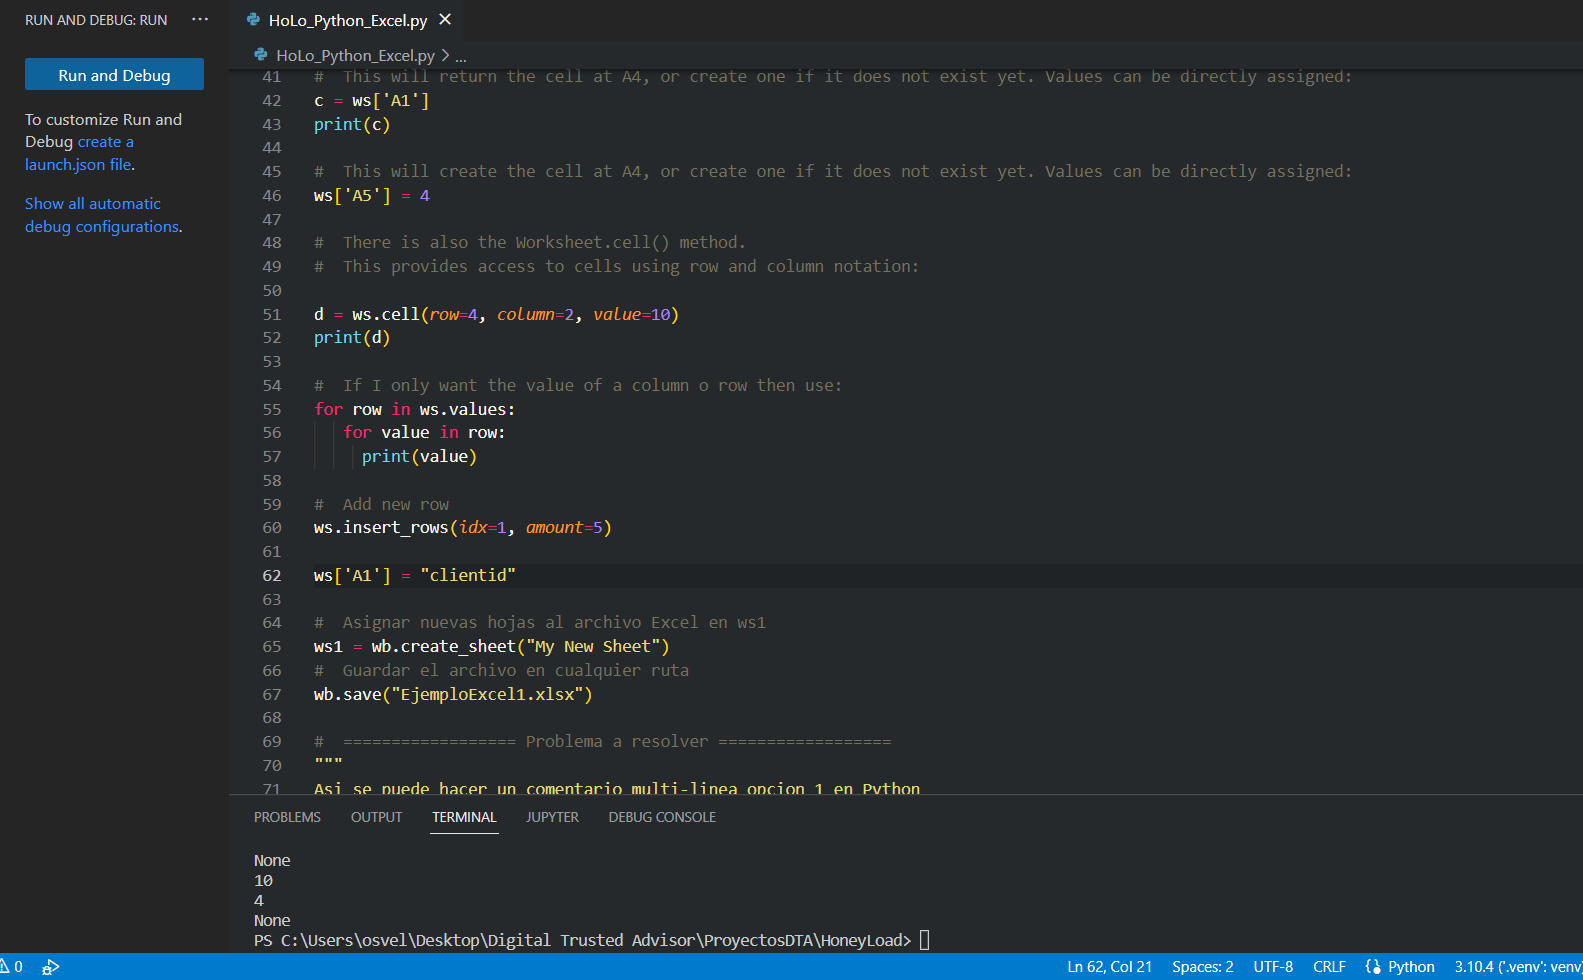 RUN AND DEBUG: RUN ...
Run and Debug
To customize Run and
Debug create a
launch.json file.
Show all automatic
debug configurations.
HoLo_Python_Excel.py ×
HoLo_Python_Excel.py > ...
41 #  This will return the cell at A4, or create one if it does not exist yet. Values can be directly assigned:
42 c = ws['A1']
43 print(c)
44
45 #  This will create the cell at A4, or create one if it does not exist yet. Values can be directly assigned:
46 ws['A5'] = 4
47
48 #  There is also the Worksheet.cell() method.
49 #  This provides access to cells using row and column notation:
50
51 d = ws.cell(row=4, column=2, value=10)
52 print(d)
53
54 #  If I only want the value of a column o row then use:
55 for row in ws.values:
56    for value in row:
57      print(value)
58
59 #  Add new row
60 ws.insert_rows(idx=1, amount=5)
61
62 ws['A1'] = "clientid"
63
64 #  Asignar nuevas hojas al archivo Excel en ws1
65 ws1 = wb.create_sheet("My New Sheet")
66 #  Guardar el archivo en cualquier ruta
67 wb.save("EjemploExcel1.xlsx")
68
69 #  ================== Problema a resolver ==================
70 """
71 Asi se puede hacer un comentario multi-linea opcion 1 en Python
PROBLEMS OUTPUT TERMINAL JUPYTER DEBUG CONSOLE
None
10
4
None
PS C:\Users\osvel\Desktop\Digital Trusted Advisor\ProyectosDTA\HoneyLoad>
0 Ln 62, Col 21 Spaces: 2 UTF-8 CRLF Python 3.10.4 ('.venv': venv)